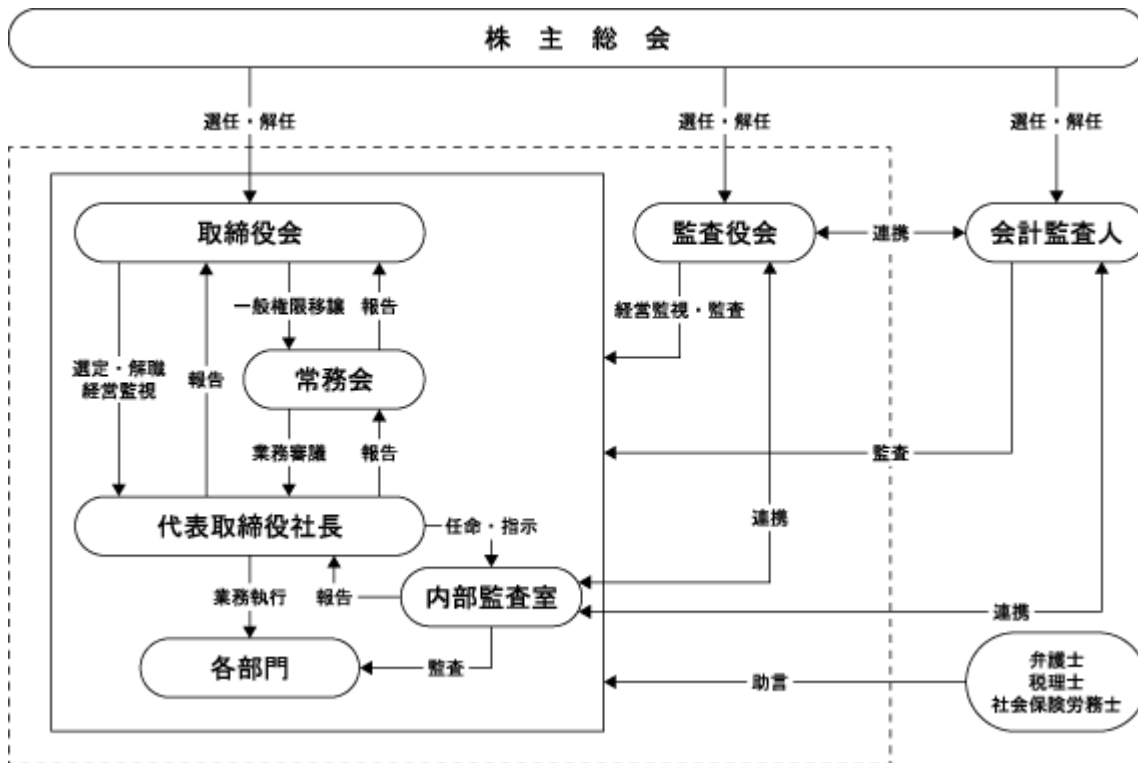 株主総会
選任・解任
選任・解任
選任・解任
取締役会
監査役会
連携
会計監査人
一般権限移譲
報告
経営監視・監査
選定・解職
経営監視
報告
常務会
業務審議
報告
監査
代表取締役社長
任命・指示
連携
業務執行
報告
内部監査室
連携
各部門
監査
助言
弁護士
税理士
社会保険労務士